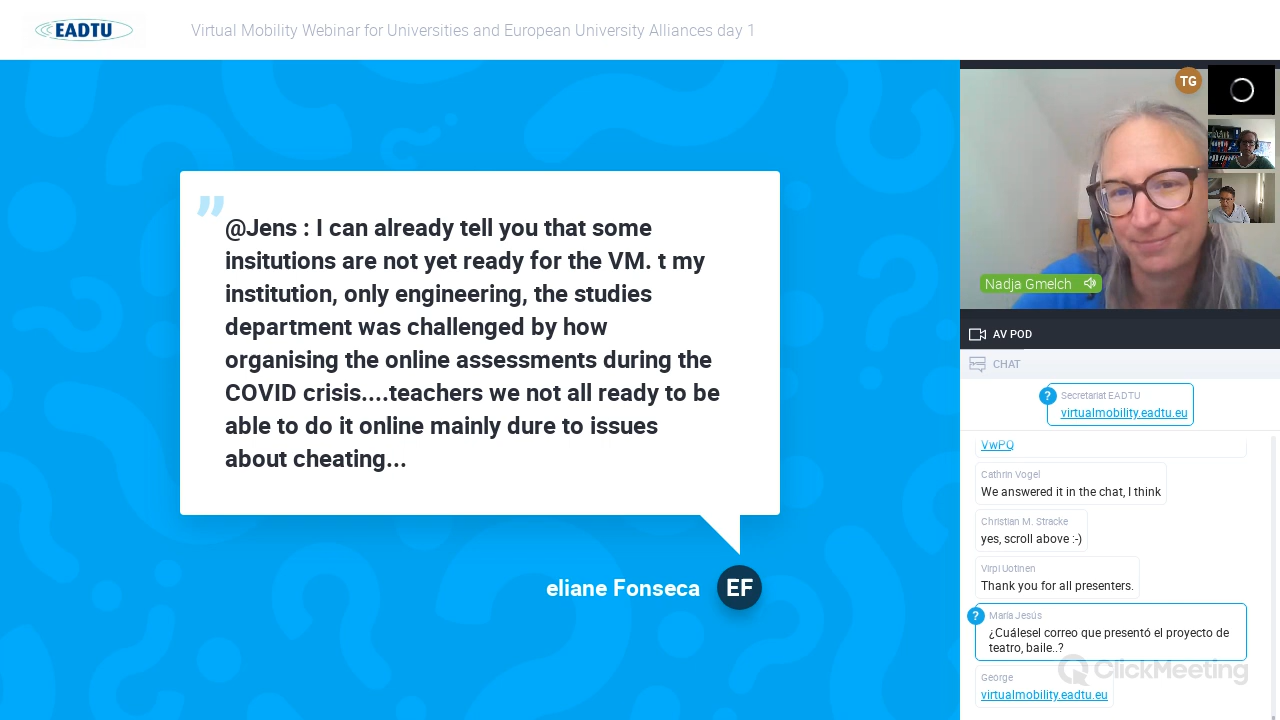 EADTU
Virtual Mobility Webinar for Universities and European University Alliances day 1
”
@Jens : I can already tell you that some
insitutions are not yet ready for the VM. t my
institution, only engineering, the studies
department was challenged by how
organising the online assessments during the
COVID crisis....teachers we not all ready to be
able to do it online mainly dure to issues
about cheating...
eliane Fonseca
EF
TG
Nadja Gmelch
AV POD
CHAT
?
Secretariat EADTU
virtualmobility.eadtu.eu
VwPQ
Cathrin Vogel
We answered it in the chat, I think
Christian M. Stracke
yes, scroll above :-)
Virpi Uotinen
Thank you for all presenters.
?
María Jesús
¿Cuálesel correo que presentó el proyecto de
teatro, baile..?
ClickMeeting
George
virtualmobility.eadtu.eu